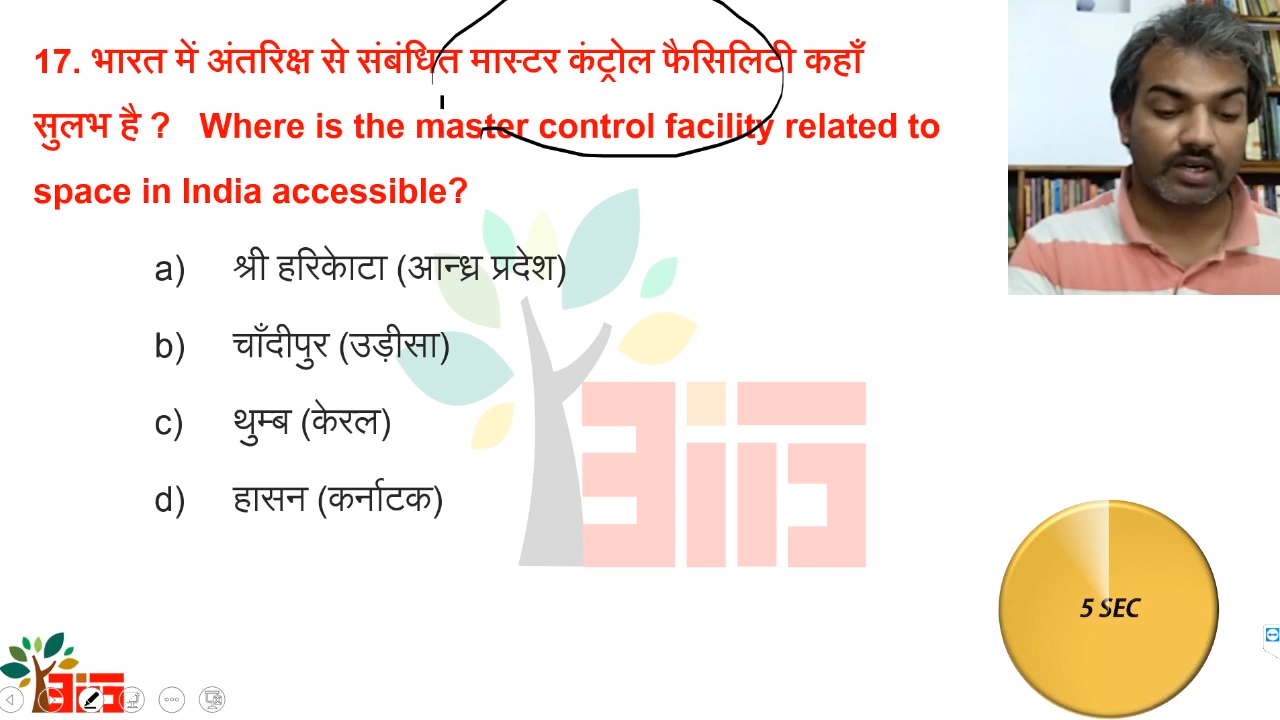 17. भारत में अंतरिक्ष से संबंधित मास्टर कंट्रोल फैसिलिटी कहाँ
सुलभ है ? Where is the master control facility related to
space in India accessible?
a) श्री हरिकेाटा (आन्ध्र प्रदेश)
b) चाँदीपुर (उड़ीसा)
c) थुम्ब (केरल)
d) हासन (कर्नाटक)
5 SEC